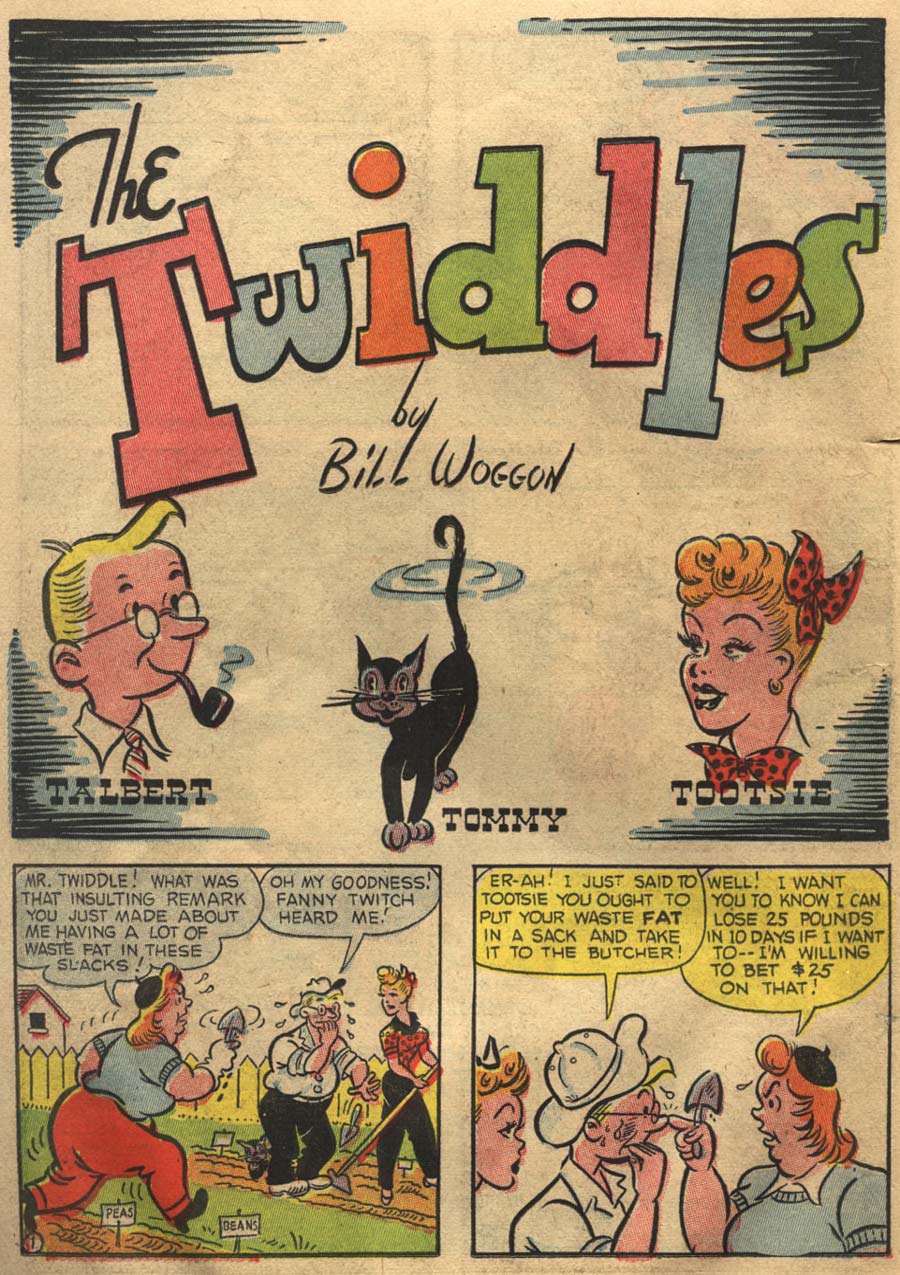 The
Twiddles
by
Bill Woggon
TALBERT
TOMMY
TOOTSIE
MR. TWIDDLE! WHAT WAS
THAT INSULTING REMARK
YOU JUST MADE ABOUT
ME HAVING A LOT OF
WASTE FAT IN THESE
SLACKS!
OH MY GOODNESS!
FANNY TWITCH
HEARD ME!
PEAS
BEANS
1
ER-AH! I JUST SAID TO
TOOTSIE YOU OUGHT TO
PUT YOUR WASTE FAT
IN A SACK AND TAKE
IT TO THE BUTCHER!
WELL! I WANT
YOU TO KNOW I CAN
LOSE 25 POUNDS
IN 10 DAYS IF I WANT
TO-- I'M WILLING
TO BET $25
ON THAT!